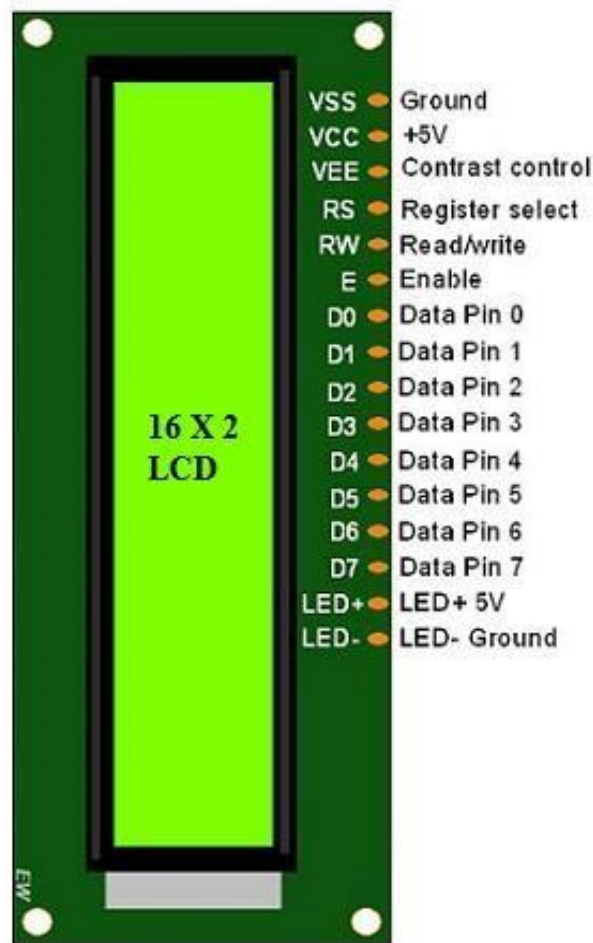 VSS Ground
VCC +5V
VEE Contrast control
RS Register select
RW Read/write
E Enable
D0 Data Pin 0
D1 Data Pin 1
D2 Data Pin 2
D3 Data Pin 3
D4 Data Pin 4
D5 Data Pin 5
D6 Data Pin 6
D7 Data Pin 7
LED+ LED+ 5V
LED- LED- Ground
16 X 2
LCD
EW